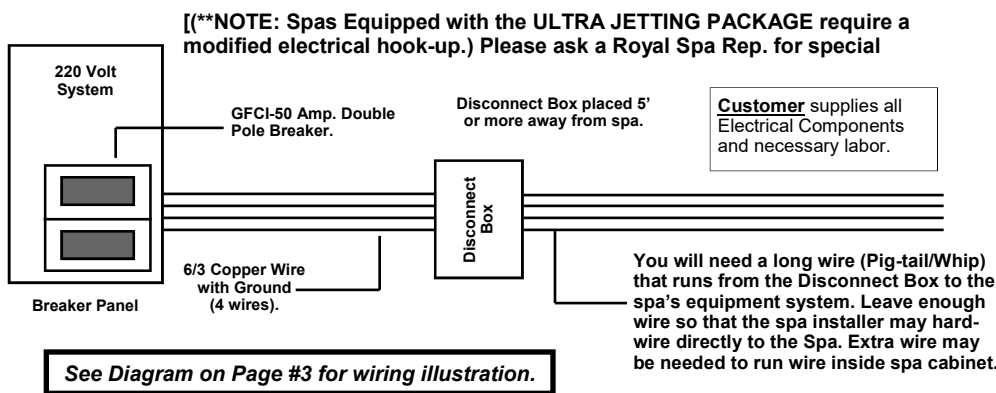 [(**NOTE: Spas Equipped with the ULTRA JETTING PACKAGE require a
modified electrical hook-up.) Please ask a Royal Spa Rep. for special
220 Volt
System
GFCI-50 Amp. Double
Pole Breaker.
Disconnect Box placed 5'
or more away from spa.
Customer supplies all
Electrical Components
and necessary labor.
Disconnect
Box
6/3 Copper Wire
with Ground
(4 wires).
Breaker Panel
You will need a long wire (Pig-tail/Whip)
that runs from the Disconnect Box to the
spa's equipment system. Leave enough
wire so that the spa installer may hard-
wire directly to the Spa. Extra wire may
be needed to run wire inside spa cabinet.
See Diagram on Page #3 for wiring illustration.